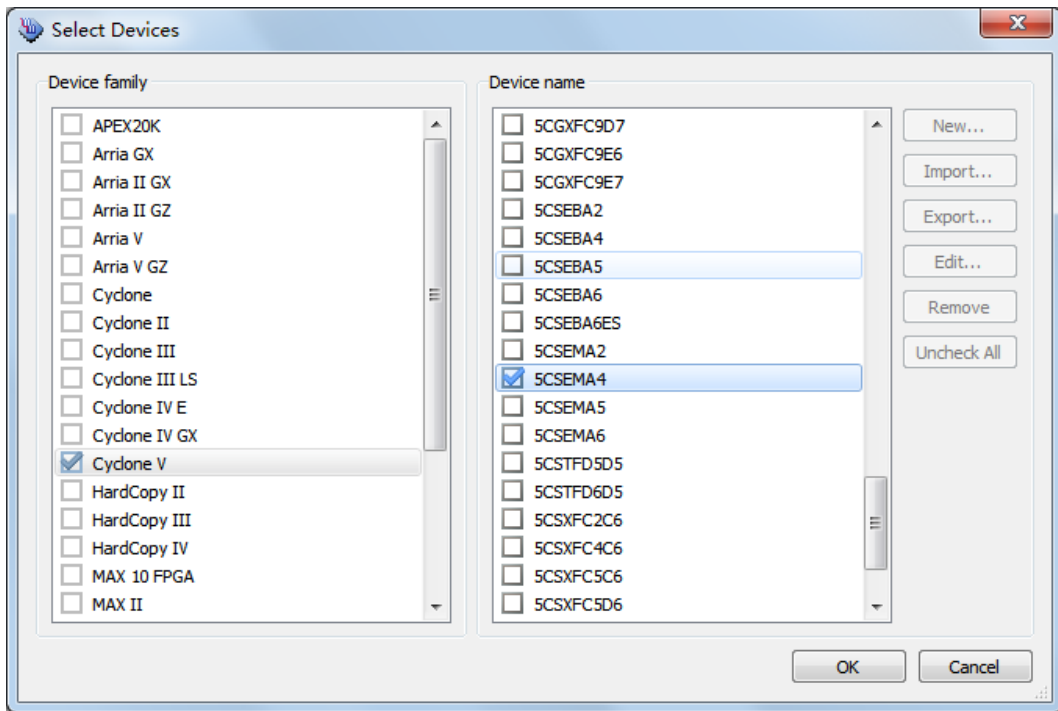 Select Devices
Device family
APEX20K
Arria GX
Arria II GX
Arria II GZ
Arria V
Arria V GZ
Cyclone
Cyclone II
Cyclone III
Cyclone III LS
Cyclone IV E
Cyclone IV GX
Cyclone V
HardCopy II
HardCopy III
HardCopy IV
MAX 10 FPGA
MAX II
Device name
5CGXFC9D7
5CGXFC9E6
5CGXFC9E7
5CSEBA2
5CSEBA4
5CSEBA5
5CSEBA6
5CSEBA6ES
5CSEMA2
5CSEMA4
5CSEMA5
5CSEMA6
5CSTFD5D5
5CSTFD6D5
5CSXFC2C6
5CSXFC4C6
5CSXFC5C6
5CSXFC5D6
New...
Import...
Export...
Edit...
Remove
Uncheck All
OK
Cancel